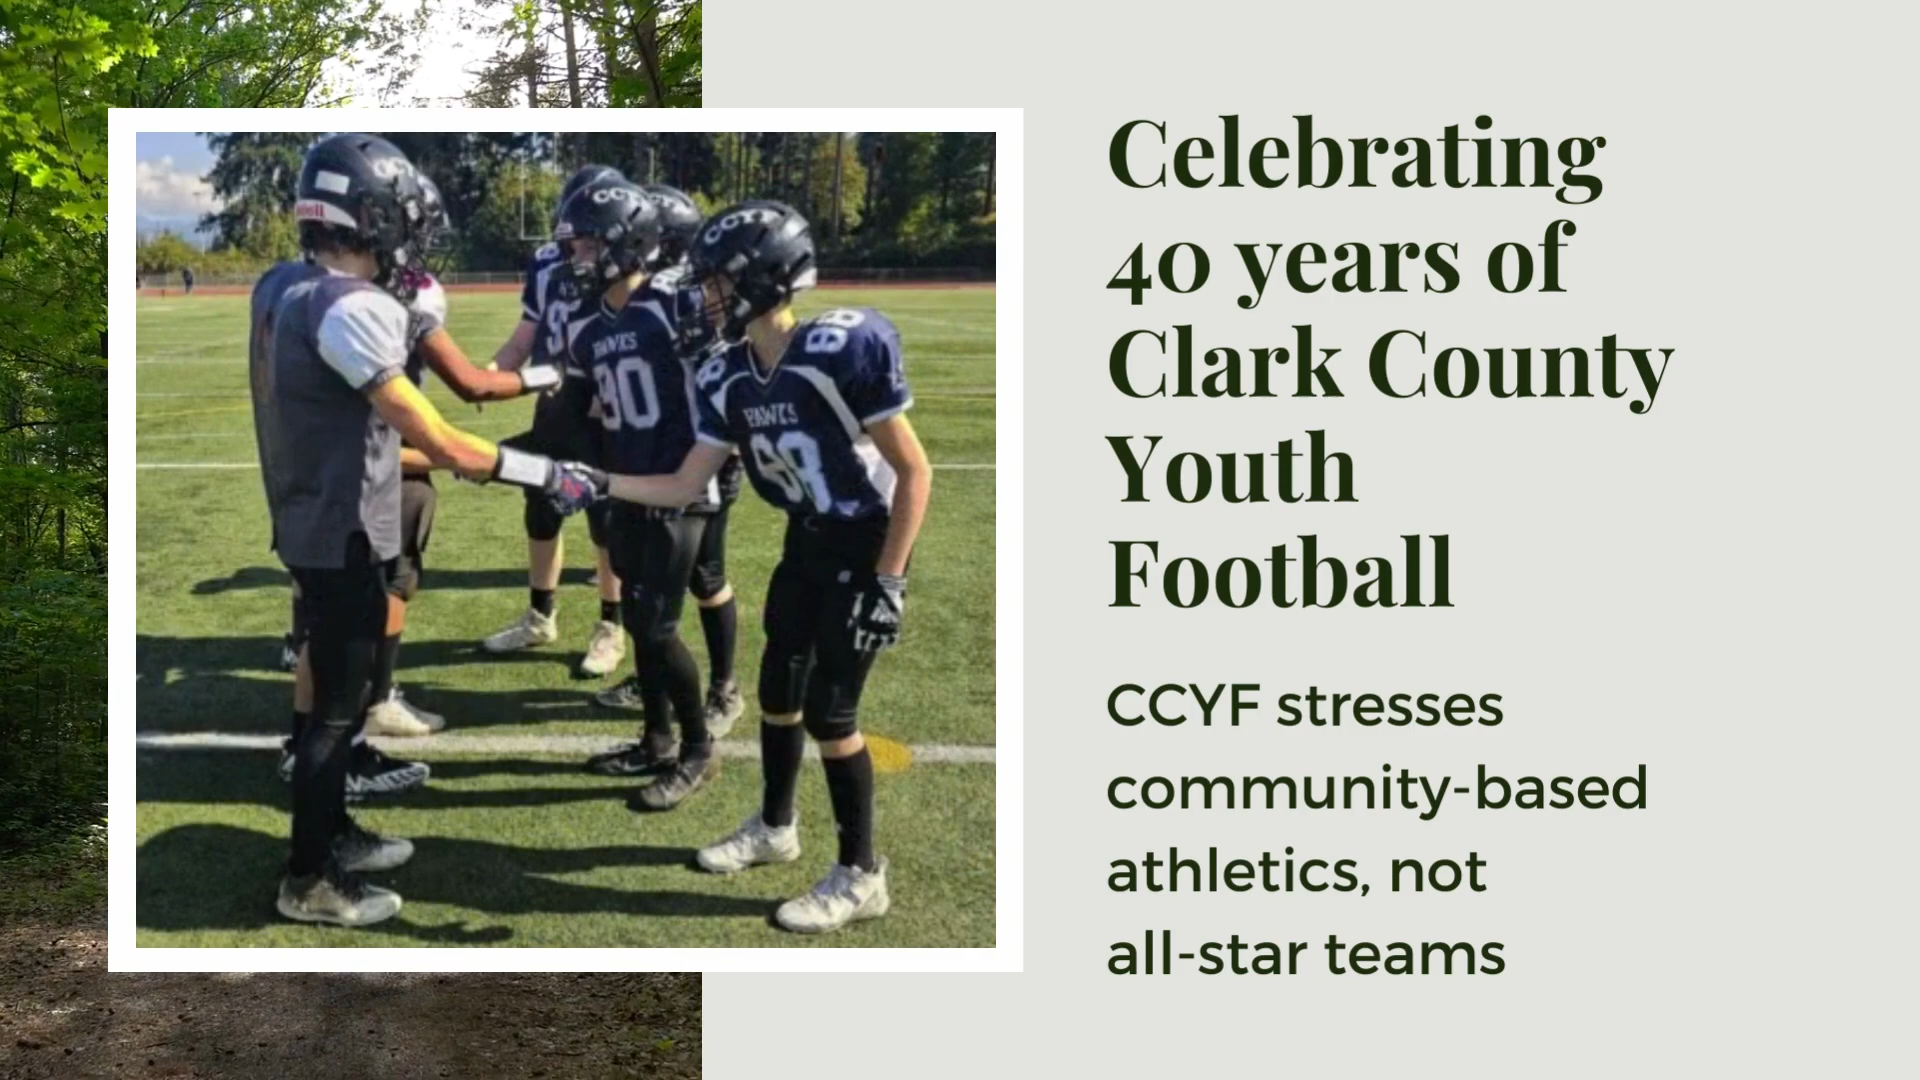 Celebrating
40 years of
Clark County
Youth
Football
CCYF stresses
community-based
athletics, not
all-star teams
CCYF
HAWKS
90
HAWKS
88
88